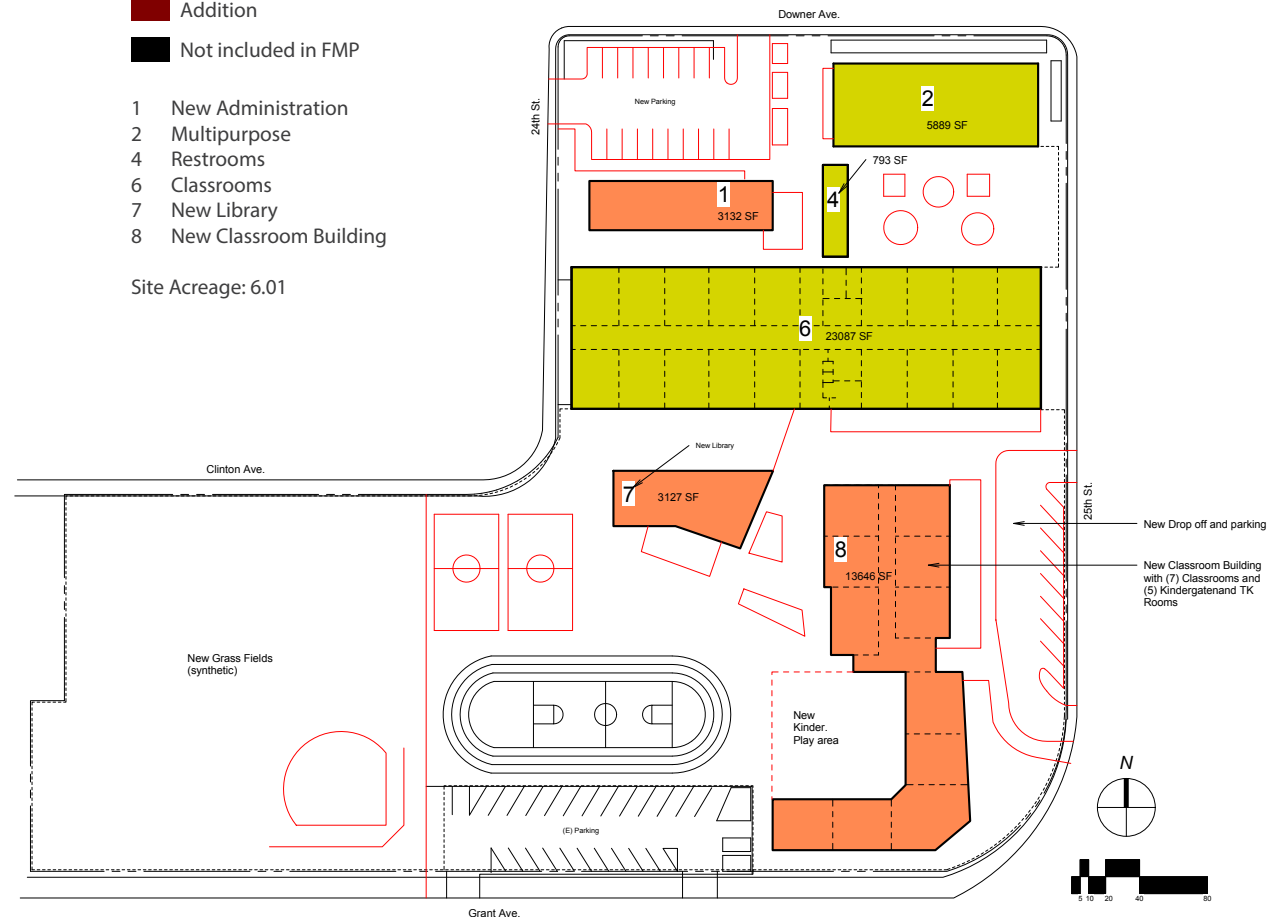 Addition
Not included in FMP
1 New Administration
2 Multipurpose
4 Restrooms
6 Classrooms
7 New Library
8 New Classroom Building
Site Acreage: 6.01
Downer Ave.
24th St.
New Parking
2
5889 SF
793 SF
1
3132 SF
4
6
23087 SF
New Library
Clinton Ave.
7
3127 SF
25th St.
8
13646 SF
New Drop off and parking
New Classroom Building
with (7) Classrooms and
(5) Kindergatenand TK
Rooms
New Grass Fields
(synthetic)
New
Kinder.
Play area
N
(E) Parking
5 10 20 40 80
Grant Ave.